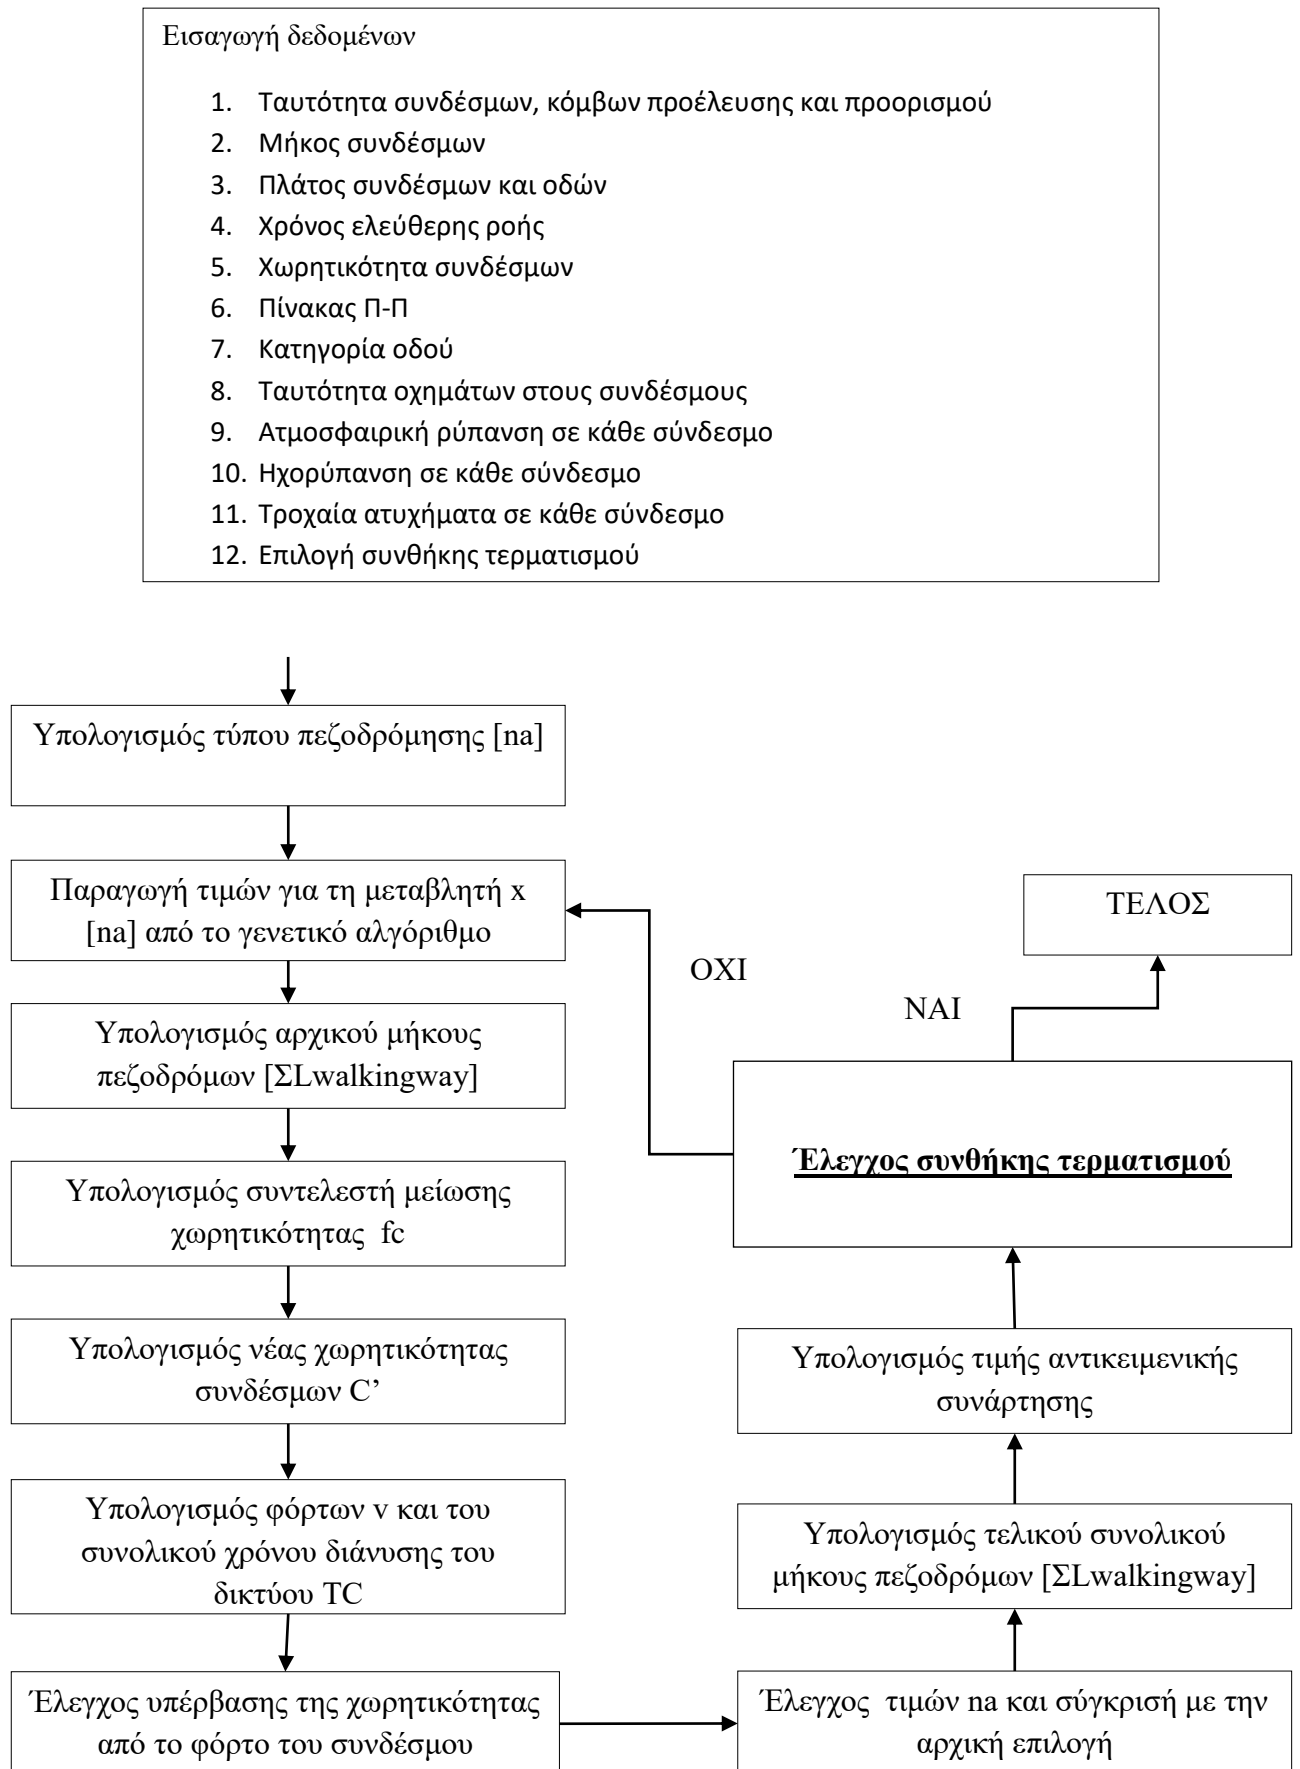 Εισαγωγή δεδομένων
1. Ταυτότητα συνδέσμων, κόμβων προέλευσης και προορισμού
2. Μήκος συνδέσμων
3. Πλάτος συνδέσμων και οδών
4. Χρόνος ελεύθερης ροής
5. Χωρητικότητα συνδέσμων
6. Πίνακας Π-Π
7. Κατηγορία οδού
8. Ταυτότητα οχημάτων στους συνδέσμους
9. Ατμοσφαιρική ρύπανση σε κάθε σύνδεσμο
10. Ηχορύπανση σε κάθε σύνδεσμο
11. Τροχαία ατυχήματα σε κάθε σύνδεσμο
12. Επιλογή συνθήκης τερματισμού
Υπολογισμός τύπου πεζοδρόμησης [na]
Παραγωγή τιμών για τη μεταβλητή x
[na] από το γενετικό αλγόριθμο
Υπολογισμός αρχικού μήκους
πεζοδρόμων [ΣLwalkingway]
Υπολογισμός συντελεστή μείωσης
χωρητικότητας fc
Υπολογισμός νέας χωρητικότητας
συνδέσμων C’
Υπολογισμός φόρτων v και του
συνολικού χρόνου διάνυσης του
δικτύου TC
Έλεγχος υπέρβασης της χωρητικότητας
από το φόρτο του συνδέσμου
Έλεγχος τιμών na και σύγκρισή με την
αρχική επιλογή
Υπολογισμός τελικού συνολικού
μήκους πεζοδρόμων [ΣLwalkingway]
Υπολογισμός τιμής αντικειμενικής
συνάρτησης
Έλεγχος συνθήκης τερματισμού
ΟΧΙ
ΝΑΙ
ΤΕΛΟΣ